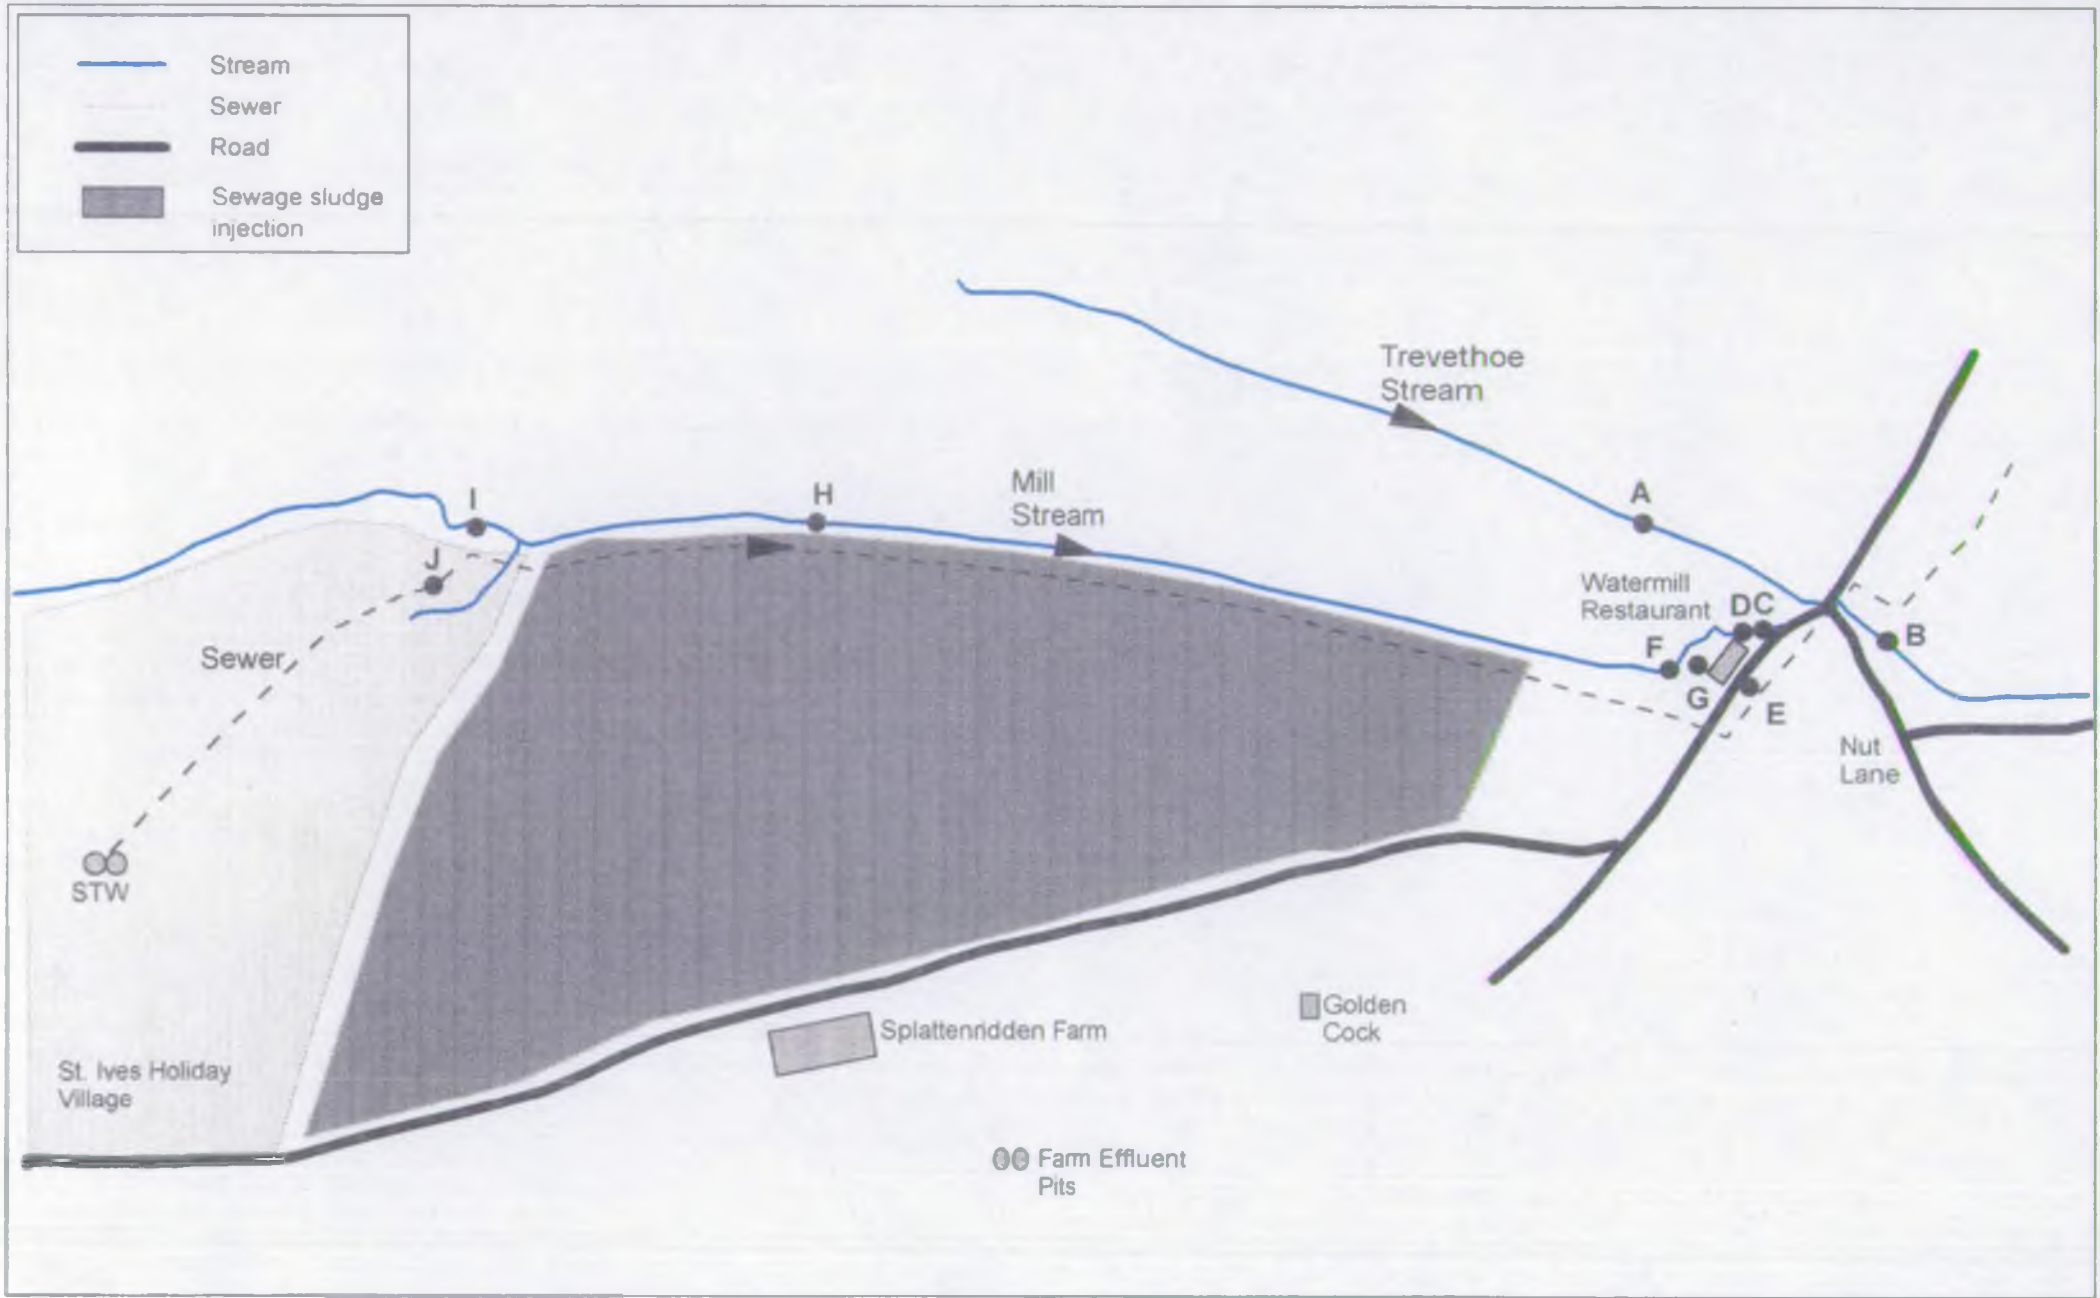 Stream
Sewer
Road
Sewage sludge
injection
Trevethoe
Stream
I
H
Mill
Stream
A
J
Watermill
Restaurant
D
C
B
F
Sewer
G
E
Nut
Lane
STW
Golden
Cock
Splattenridden Farm
St. Ives Holiday
Village
Farm Effluent
Pits